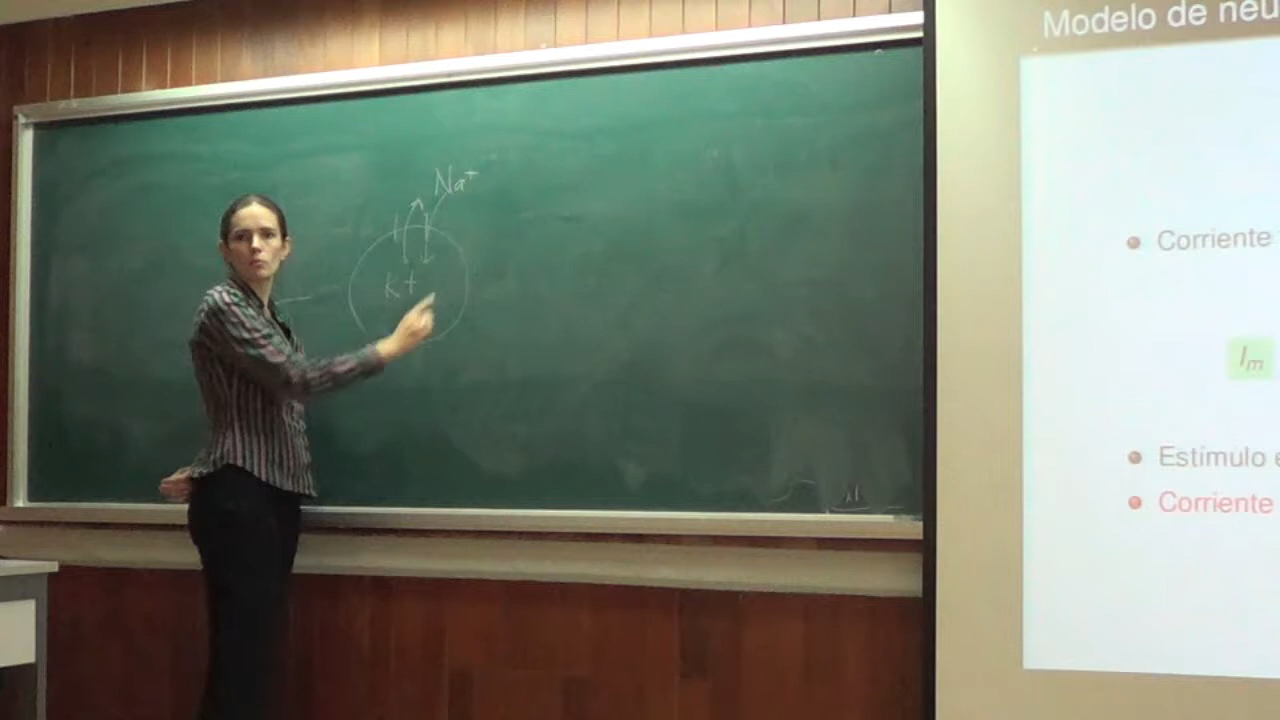 Na+
K+
Modelo de neu
Corriente
Im
Estímulo e
Corriente